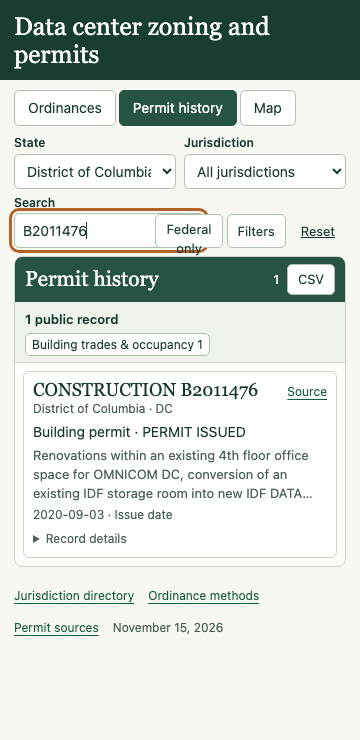 Data center zoning and
permits
Ordinances
Permit history
Map
State
Jurisdiction
District of Columbia
All jurisdictions
Search
B2011476
Federal
only
Filters
Reset
Permit history
1
CSV
1 public record
Building trades & occupancy 1
CONSTRUCTION B2011476
Source
District of Columbia · DC
Building permit · PERMIT ISSUED
Renovations within an existing 4th floor office
space for OMNICOM DC, conversion of an
existing IDF storage room into new IDF DATA...
2020-09-03 · Issue date
Record details
Jurisdiction directory
Ordinance methods
Permit sources
November 15, 2026